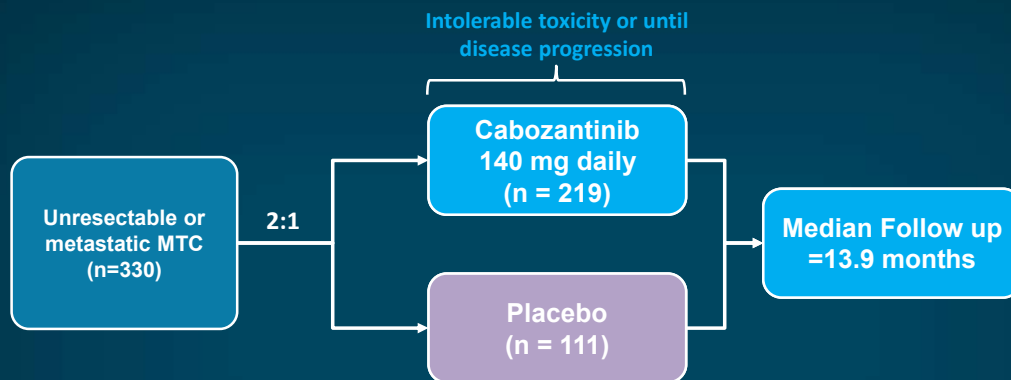 Intolerable toxicity or until
disease progression
Cabozantinib
140 mg daily
(n = 219)
Unresectable or
metastatic MTC
(n=330)
2:1
Median Follow up
=13.9 months
Placebo
(n = 111)